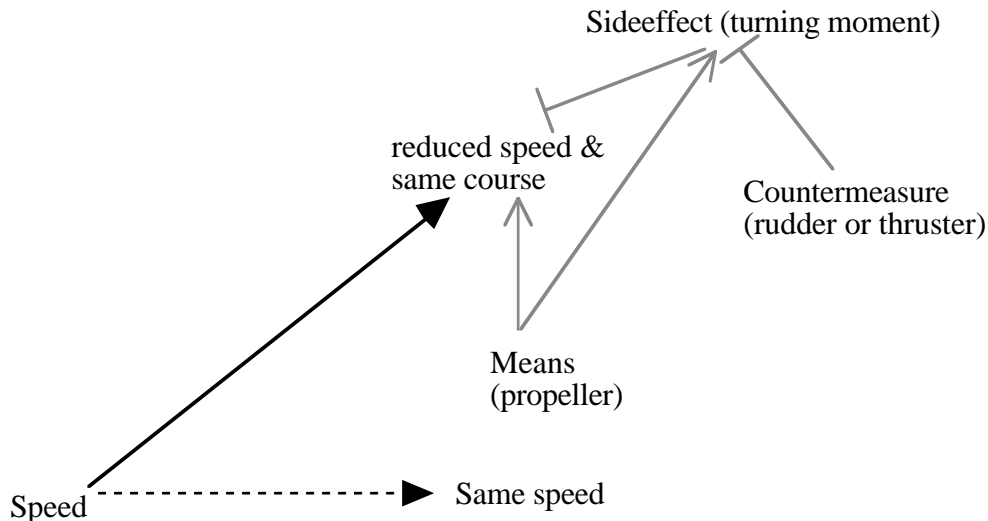 Sideeffect (turning moment)
reduced speed &
same course
Countermeasure
(rudder or thruster)
Means
(propeller)
Speed
Same speed